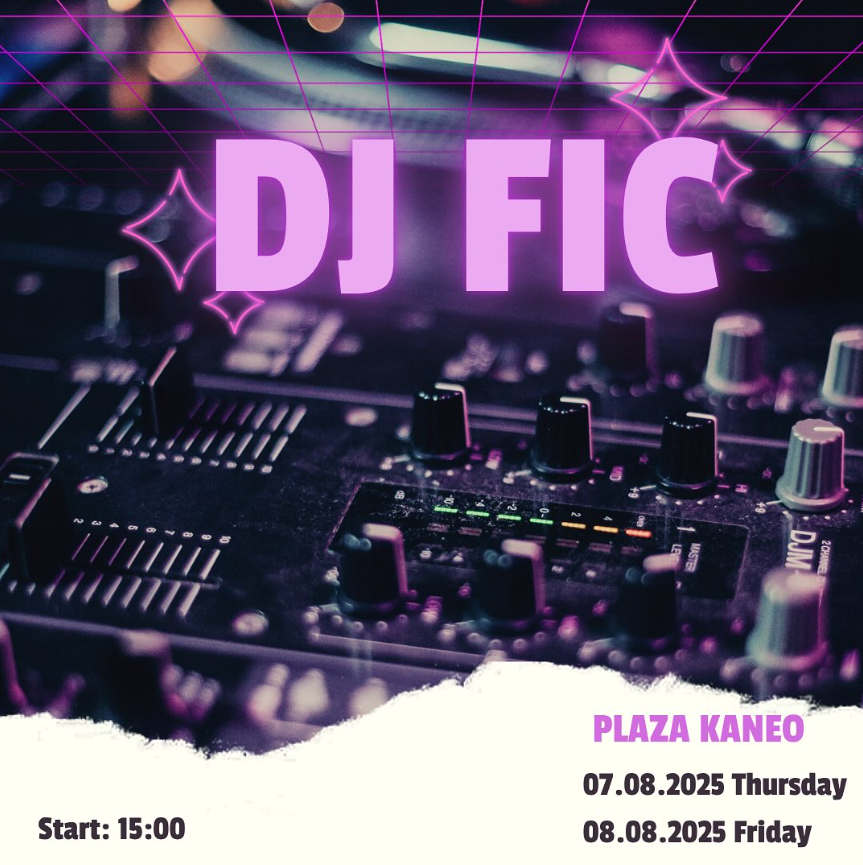 DJ FIC
PLAZA KANEO
07.08.2025 Thursday
Start: 15:00
08.08.2025 Friday